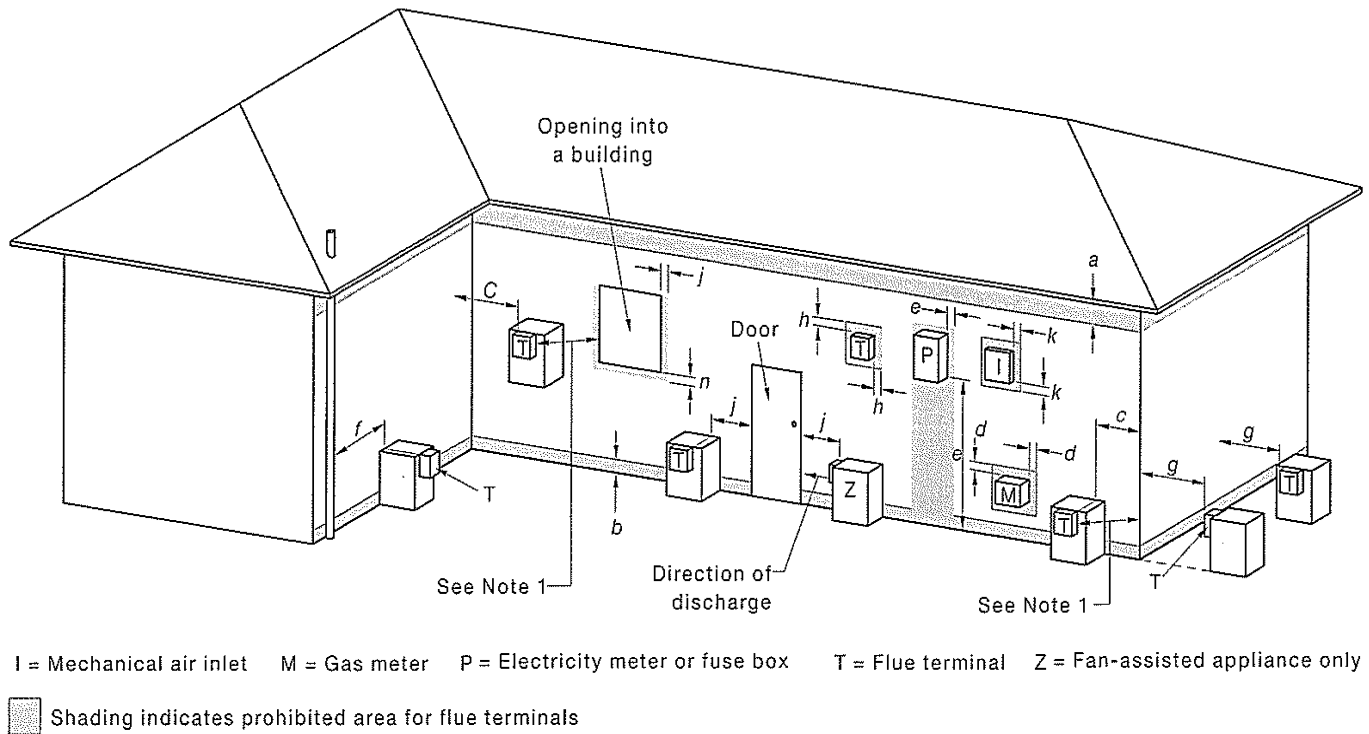 Opening into
a building
a
j
C
e
k
h
Door
T
T
P
I
n
h
k
j
c
f
j
d
d
g
g
e
T
T
Z
M
T
T
b
Direction of
discharge
See Note 1
See Note 1
T
I = Mechanical air inlet M = Gas meter P = Electricity meter or fuse box T = Flue terminal Z = Fan-assisted appliance only
Shading indicates prohibited area for flue terminals